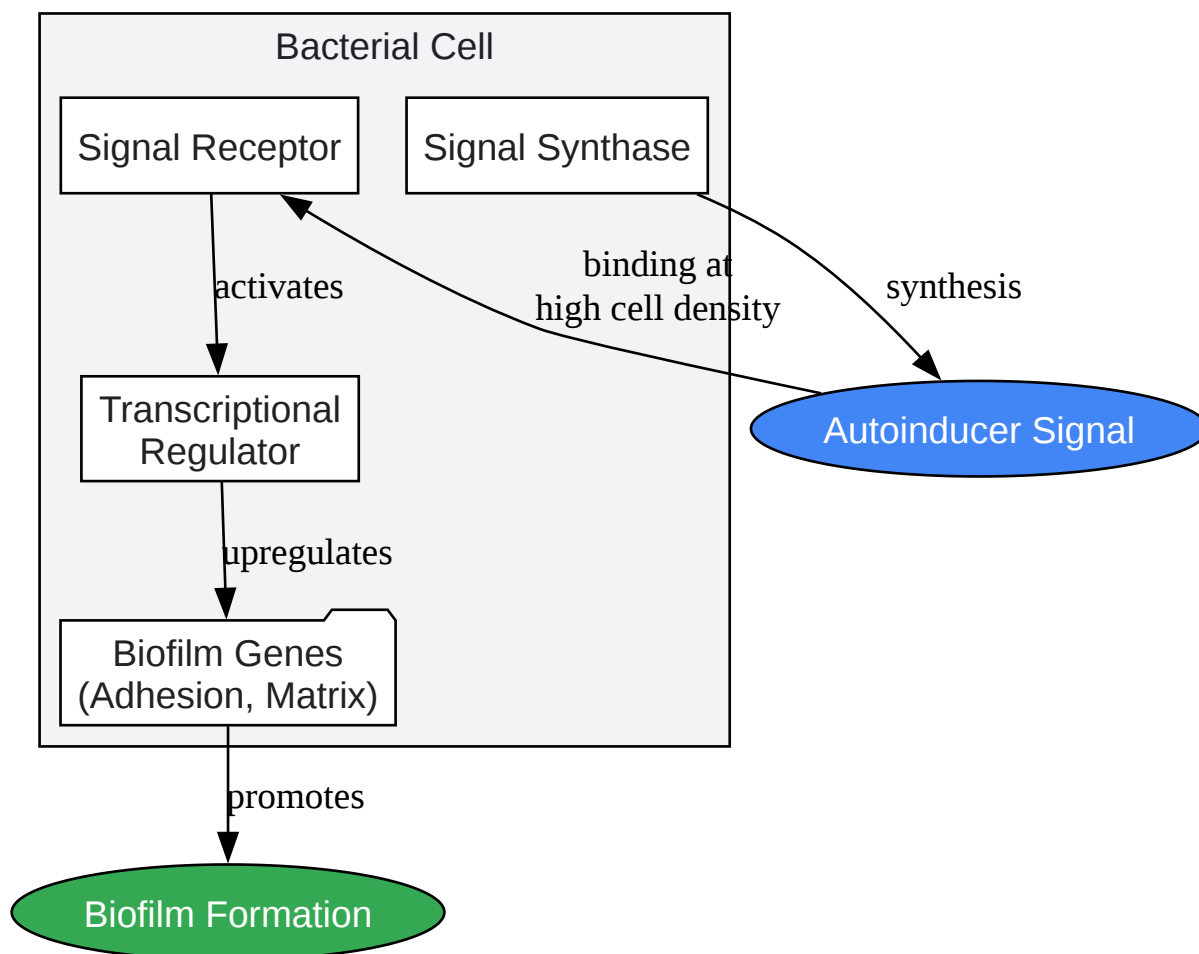 Bacterial Cell
Signal Receptor
Signal Synthase
activates
binding at
high cell density
synthesis
Transcriptional
Regulator
Autoinducer Signal
upregulates
Biofilm Genes
(Adhesion, Matrix)
promotes
Biofilm Formation